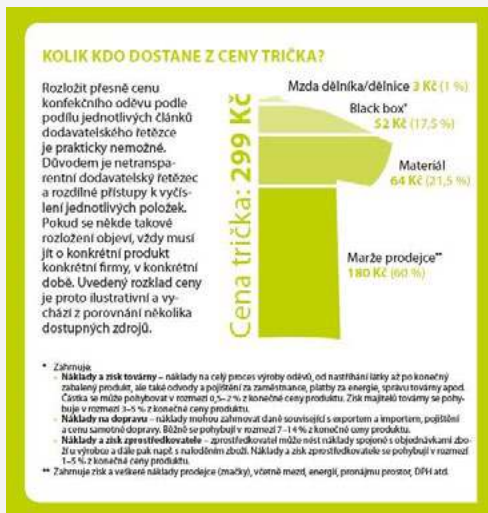 KOLIK KDO DOSTANE Z CENY TRIČKA?
Rozložit přesně cenu
konfekčního oděvu podle
podílu jednotlivých článků
dodavatelského řetězce
je prakticky nemožné.
Důvodem je netranspa-
rentní dodavatelský řetězec
a rozdílné přístupy k vyčís-
lení jednotlivých položek.
Pokud se někde takové
rozložení objeví, vždy musí
jít o konkrétní produkt
konkrétní firmy, v konkrétní
době. Uvedený rozklad ceny
je proto ilustrativní a vy-
chází z porovnání několika
dostupných zdrojů.
Cena trička: 299 Kč
Mzda dělníka/dělnice 3 Kč (1 %)
Black box*
52 Kč (17,5 %)
Materiál
64 Kč (21,5 %)
Marže prodejce**
180 Kč (60 %)
* Zahrnuje:
• Náklady a zisk továrny – náklady na celý proces výroby oděvů, od nastříhání látky až po konečný
zabalený produkt, ale také odvody a pojištění za zaměstnance, platby za energie, správu továrny apod.
Částka se může pohybovat v rozmezí 0,5–2 % z konečné ceny produktu. Zisk majitelů továrny se pohy-
buje v rozmezí 3–5 % z konečné ceny produktu.
• Náklady na dopravu – náklady mohou zahrnovat daně související s exportem a importem, pojištění
a cenu samotné dopravy. Běžně se pohybují v rozmezí 7–14 % z konečné ceny produktu.
• Náklady a zisk zprostředkovatele – zprostředkovatel může nést náklady spojené s objednávkami zbo-
ží u výrobce a dále pak např. s naloděním zboží. Náklady a zisk zprostředkovatele se pohybují v rozmezí
1–5 % z konečné ceny produktu.
** Zahrnuje zisk a veškeré náklady prodejce (značky), včetně mezd, energií, pronájmu prostor, DPH atd.